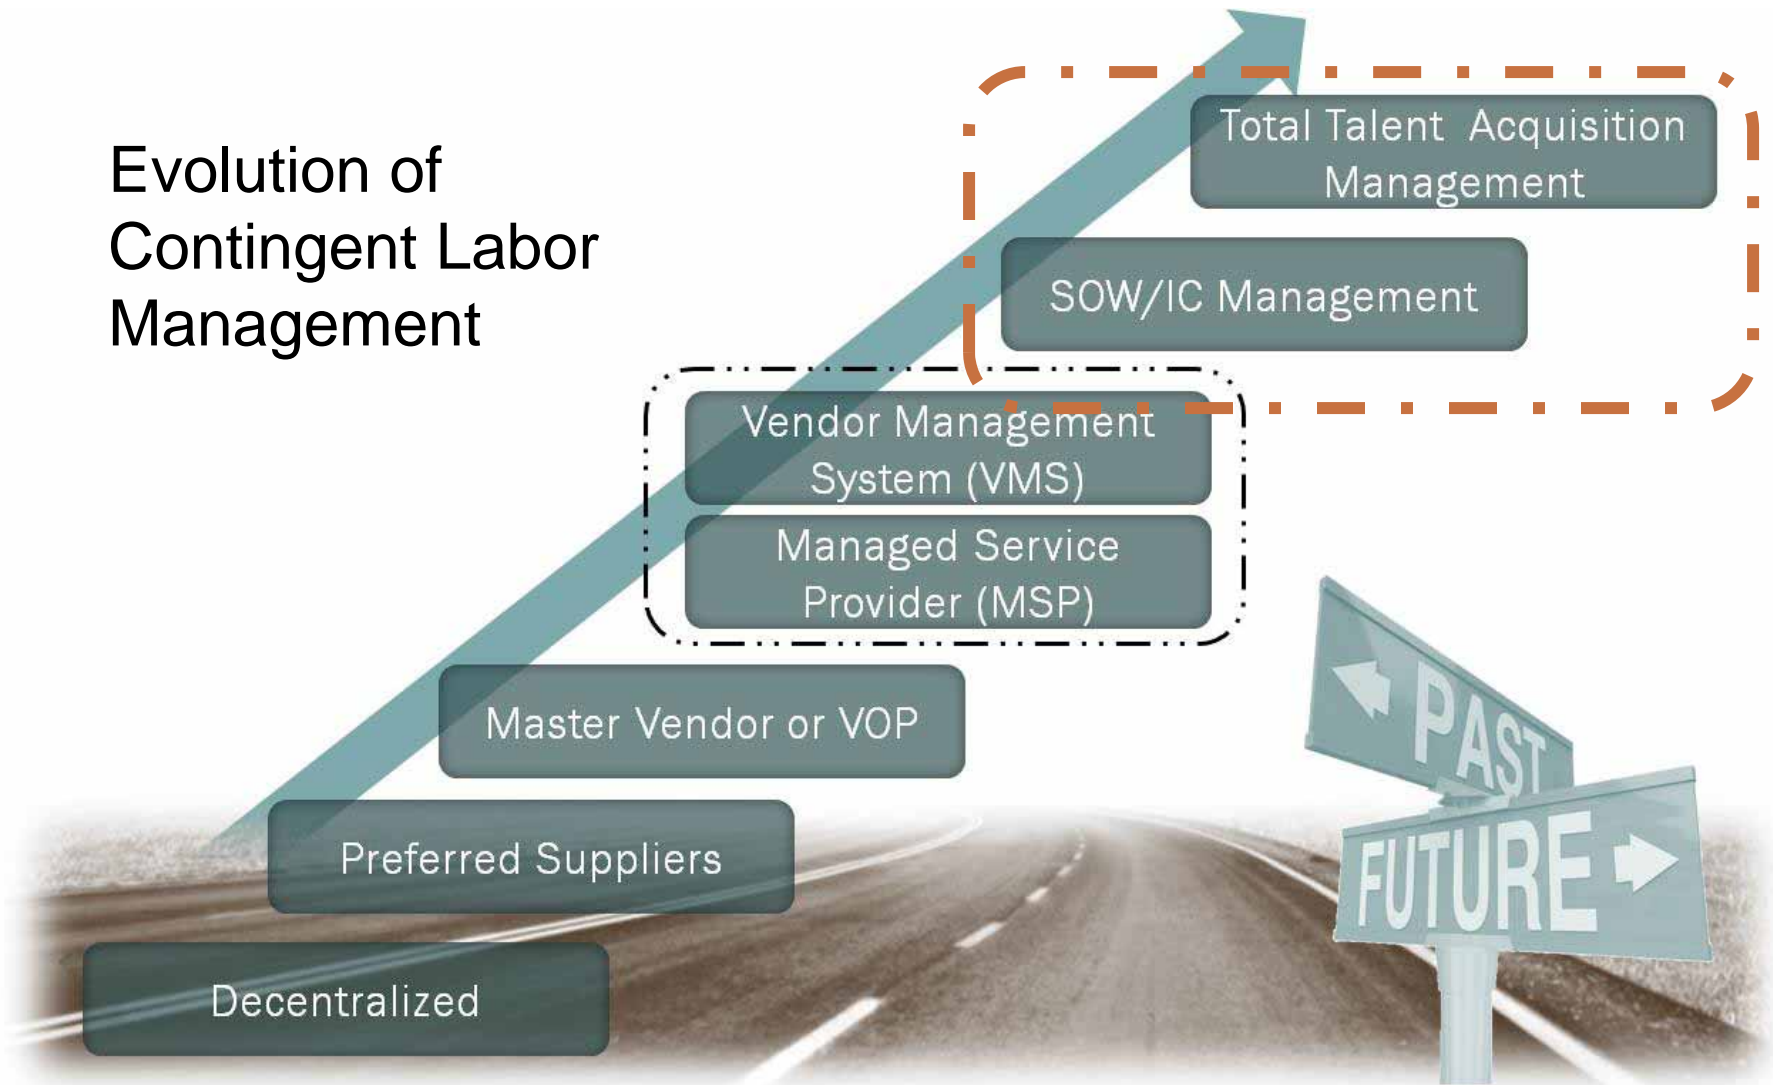 Evolution of
Contingent Labor
Management
Total Talent Acquisition
Management
SOW/IC Management
Vendor Management
System (VMS)
Managed Service
Provider (MSP)
Master Vendor or VOP
Preferred Suppliers
Decentralized
PAST
FUTURE